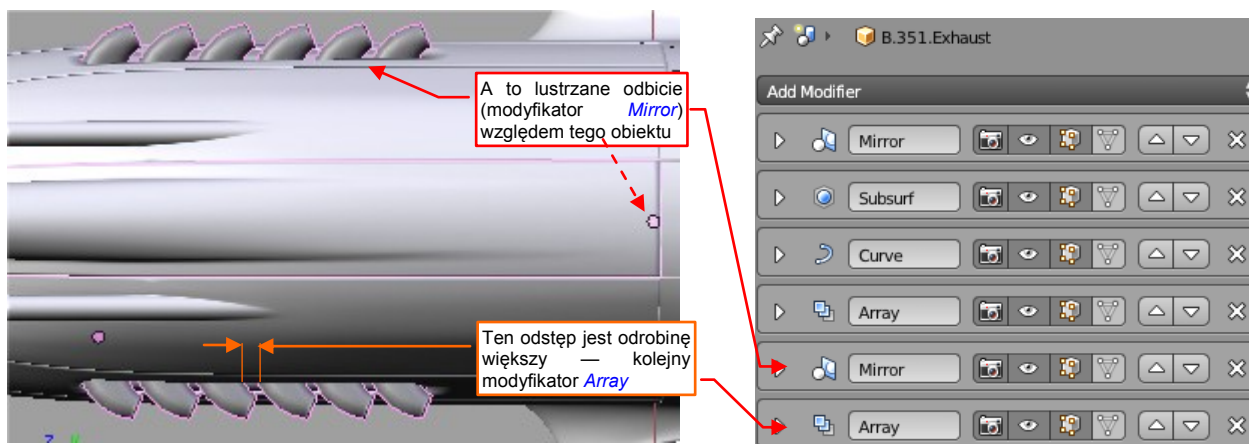 A to lustrzane odbicie
(modyfikator Mirror)
względem tego obiektu
Ten odstęp jest odrobinę
większy — kolejny
modyfikator Array
B.351.Exhaust
Add Modifier
Mirror
Subsurf
Curve
Array
Mirror
Array